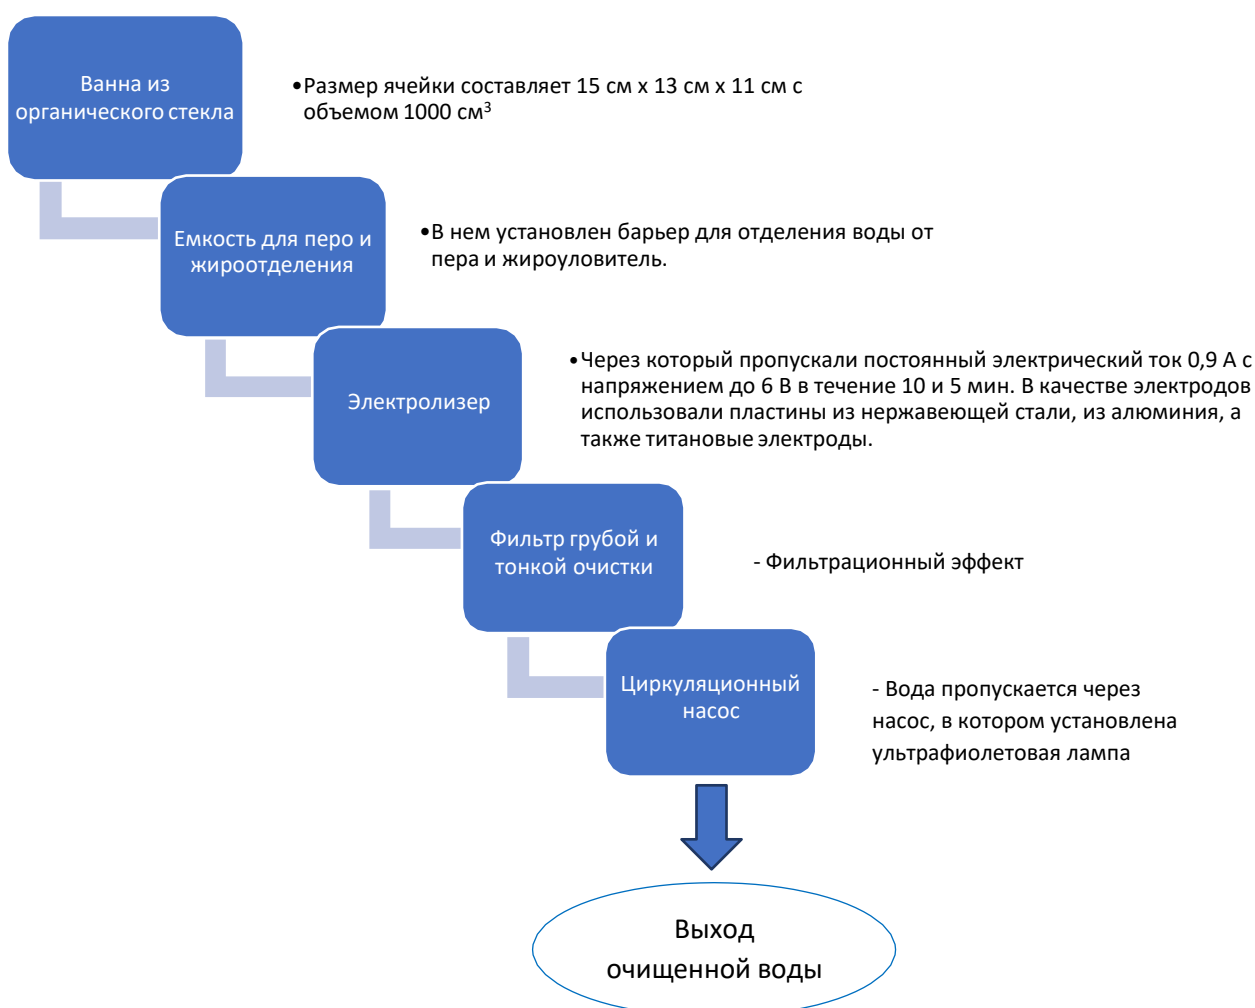 Ванна из
органического стекла
•Размер ячейки составляет 15 см х 13 см х 11 см с
объемом 1000 см³
Емкость для перо и
жироотделения
•В нем установлен барьер для отделения воды от
пера и жироуловитель.
Электролизер
•Через который пропускали постоянный электрический ток 0,9 А с
напряжением до 6 В в течение 10 и 5 мин. В качестве электродов
использовали пластины из нержавеющей стали, из алюминия, а
также титановые электроды.
Фильтр грубой и
тонкой очистки
- Фильтрационный эффект
Циркуляционный
насос
- Вода пропускается через
насос, в котором установлена
ультрафиолетовая лампа
Выход
очищенной воды